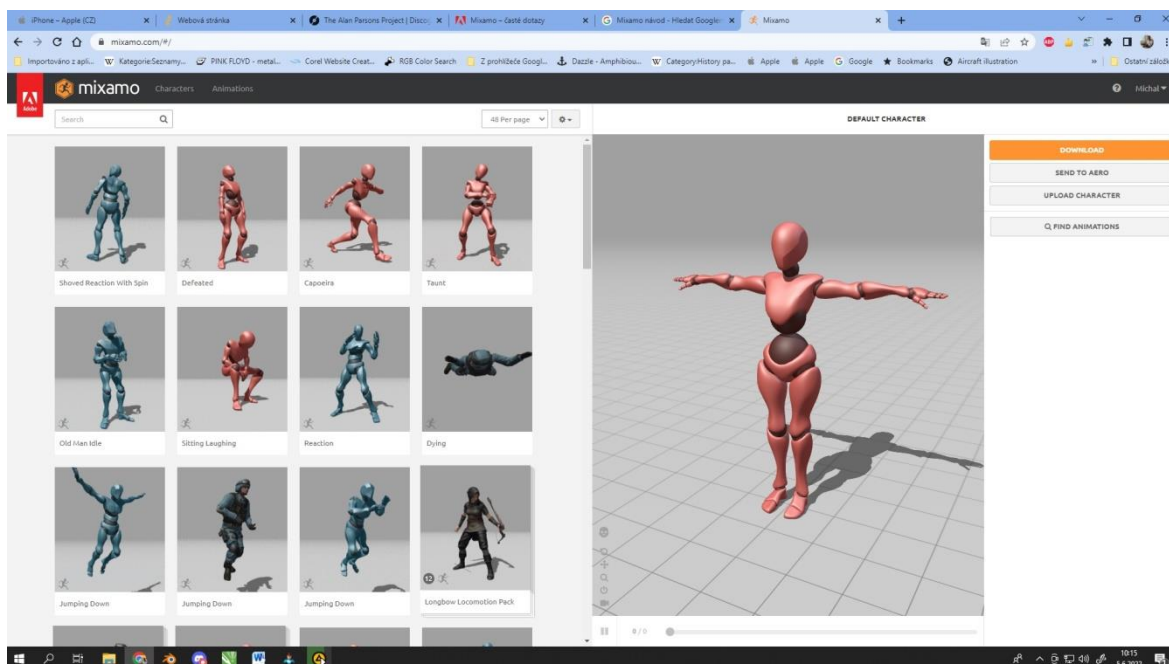 iPhone – Apple (CZ)
Webová stránka
The Alan Parsons Project | Disco
Mixamo – časté dotazy
Mixamo návod - Hledat Googlem
Mixamo
mixamo.com/#/
Importováno z apli...
Kategorie:Seznamy...
PINK FLOYD - metal...
Corel Website Creat...
RGB Color Search
Z prohlížeče Googl...
Dazzle - Amphibiou...
Category:History pa...
Apple
Apple
Google
Bookmarks
Aircraft illustration
Ostatní záložk
Adobe
mixamo
Characters
Animations
Michal
Search
48 Per page
DEFAULT CHARACTER
DOWNLOAD
SEND TO AERO
UPLOAD CHARACTER
FIND ANIMATIONS
Shoved Reaction With Spin
Defeated
Capoeira
Taunt
Old Man Idle
Sitting Laughing
Reaction
Dying
Jumping Down
Jumping Down
Jumping Down
12
Longbow Locomotion Pack
0 / 0
10:15